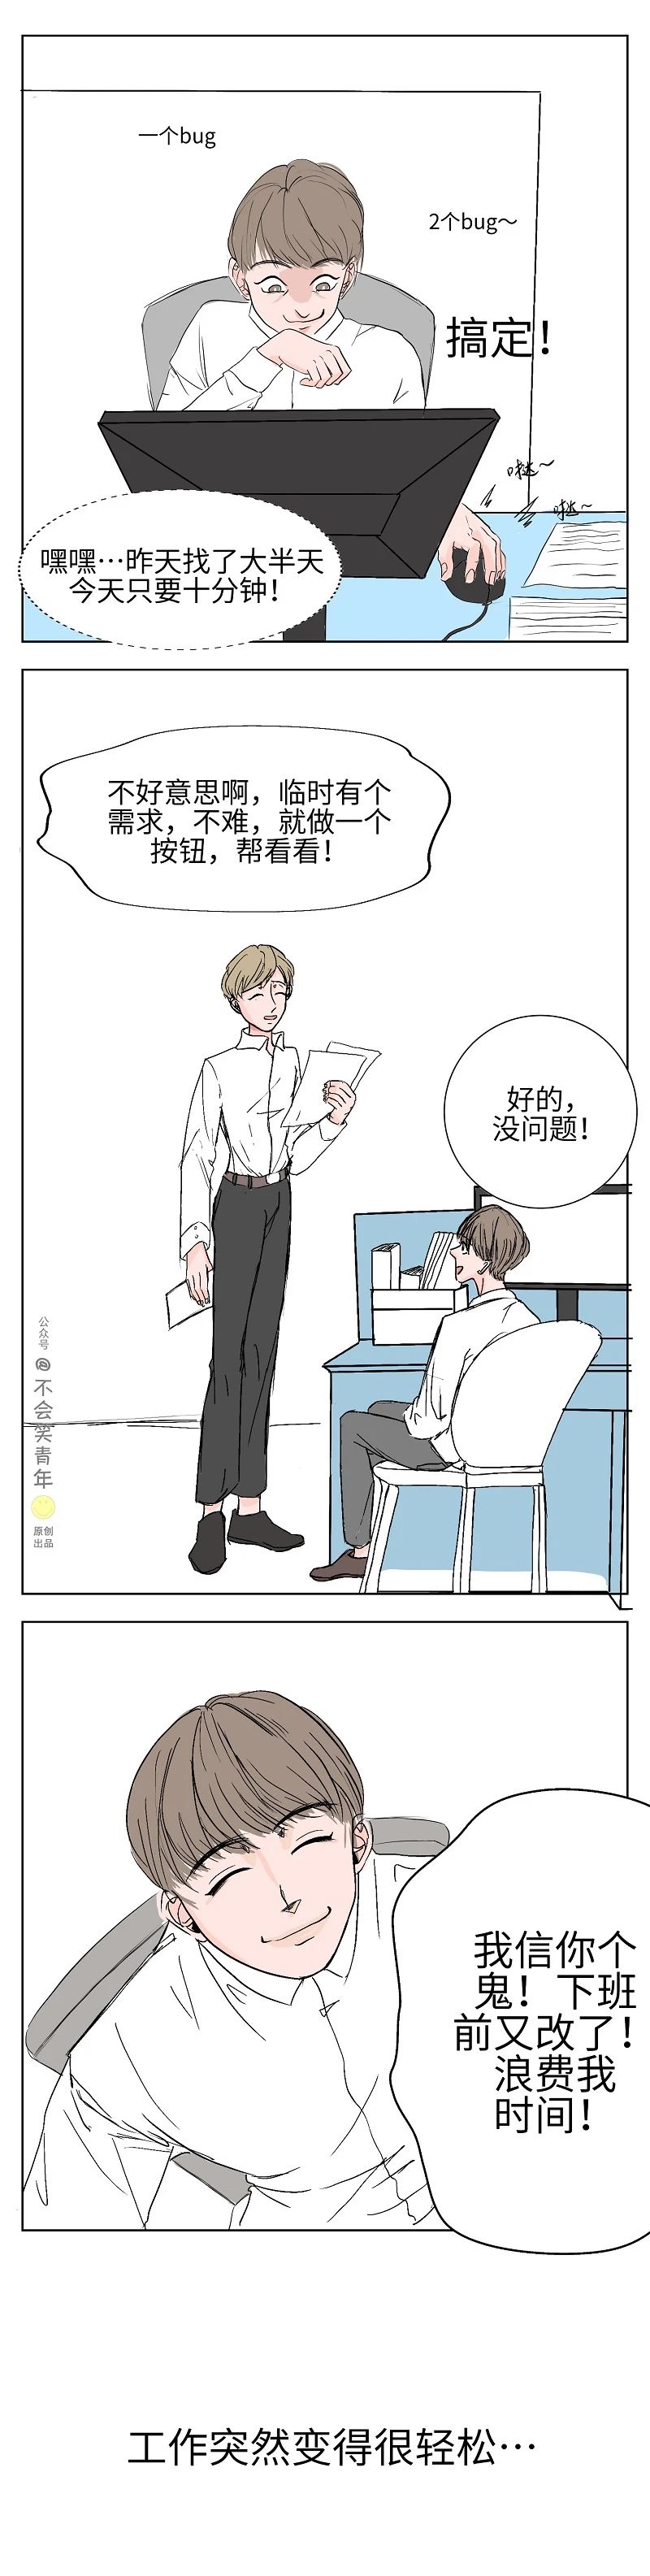 一个bug
2个bug～
搞定！
哒～
哒～
嘿嘿…昨天找了大半天
今天只要十分钟！
不好意思啊，临时有个
需求，不难，就做一个
按钮，帮看看！
好的，
没问题！
公众号
@不会笑青年
原创
出品
我信你个
鬼！下班
前又改了！
浪费我
时间！
工作突然变得很轻松…